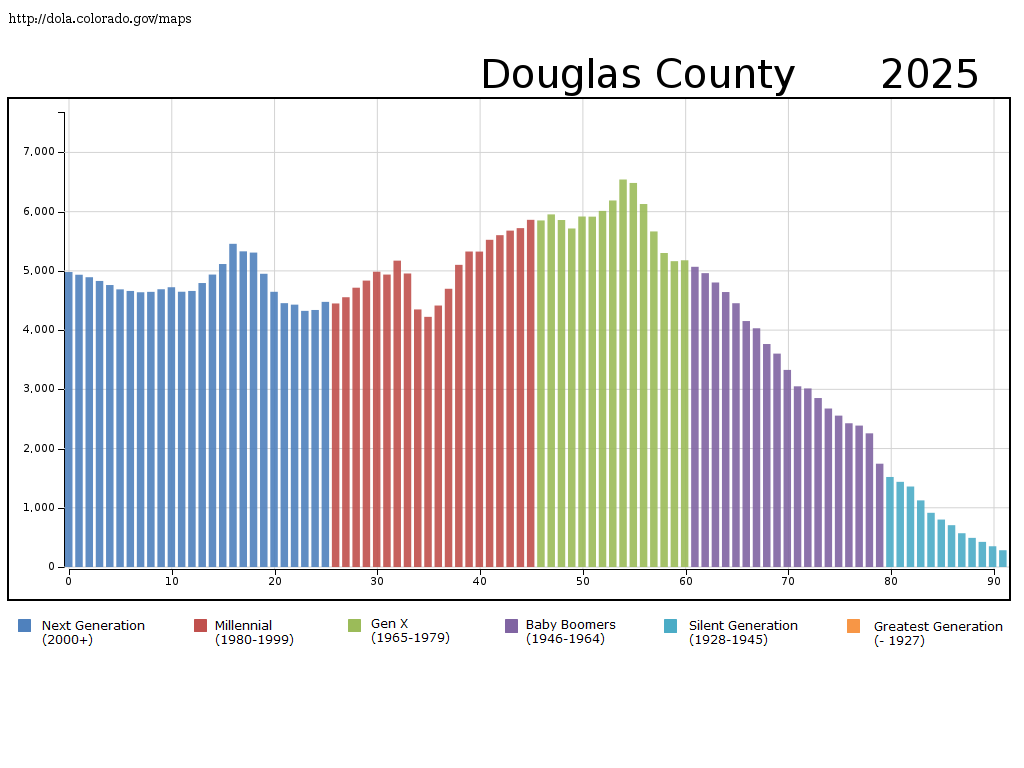 http://dola.colorado.gov/maps
Douglas County 2025
7,000
6,000
5,000
4,000
3,000
2,000
1,000
0
0 10 20 30 40 50 60 70 80 90
Next Generation
(2000+)
Millennial
(1980-1999)
Gen X
(1965-1979)
Baby Boomers
(1946-1964)
Silent Generation
(1928-1945)
Greatest Generation
(- 1927)